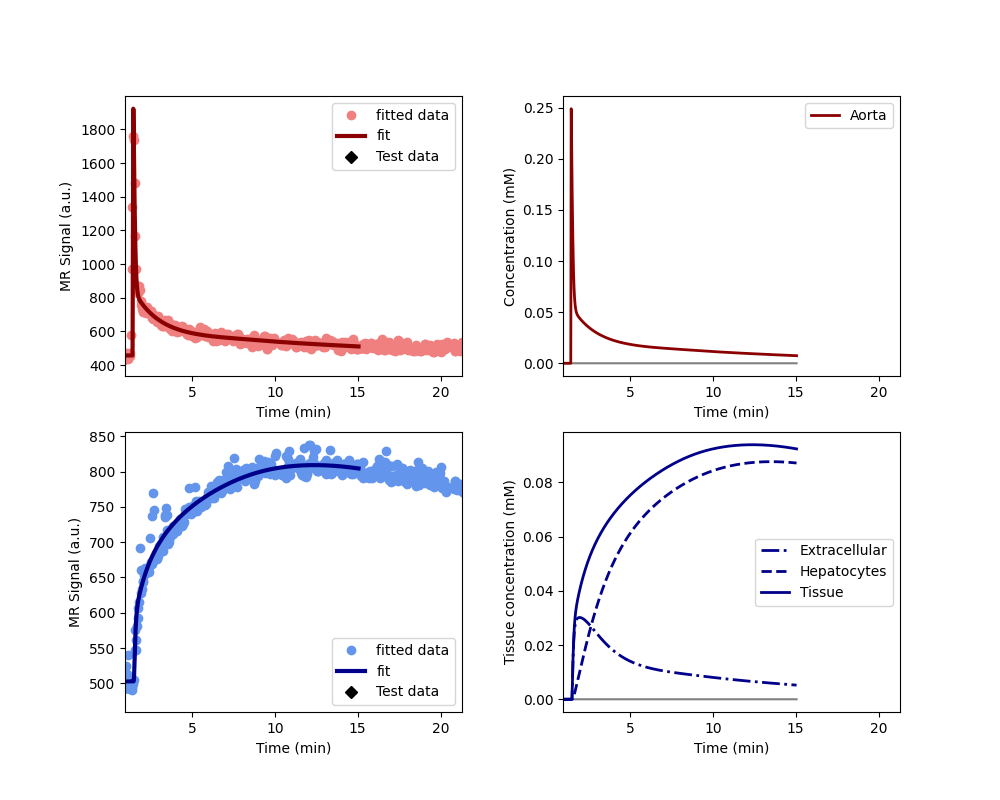 1800
1600
1400
1200
1000
800
600
400
MR Signal (a.u.)
5
10
15
20
Time (min)
fitted data
fit
Test data
0.25
0.20
0.15
0.10
0.05
0.00
Concentration (mM)
5
10
15
20
Time (min)
Aorta
850
800
750
700
650
600
550
500
MR Signal (a.u.)
5
10
15
20
Time (min)
fitted data
fit
Test data
0.08
0.06
0.04
0.02
0.00
Tissue concentration (mM)
5
10
15
20
Time (min)
Extracellular
Hepatocytes
Tissue